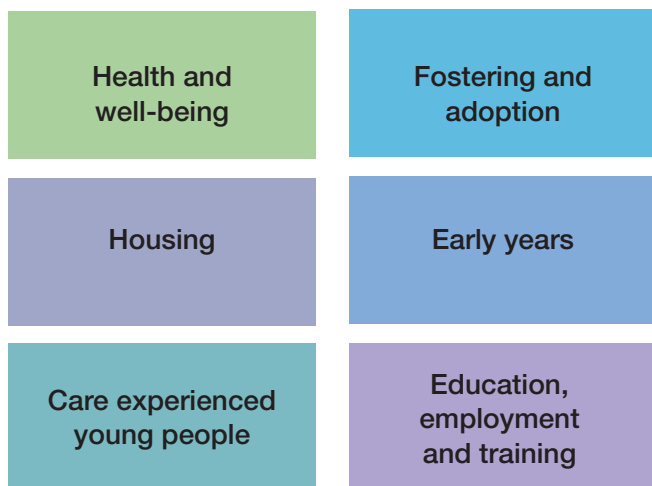 Health and
well-being
Fostering and
adoption
Housing
Early years
Care experienced
young people
Education,
employment
and training